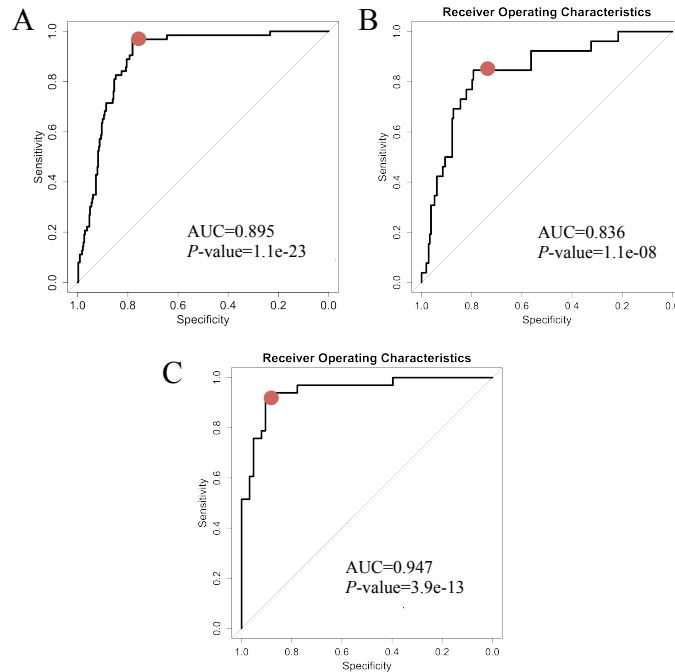 A
1.0
0.8
0.6
0.4
0.2
0.0
Sensitivity
AUC=0.895
P-value=1.1e-23
1.0 0.8 0.6 0.4 0.2 0.0
Specificity
B
Receiver Operating Characteristics
1.0
0.8
0.6
0.4
0.2
0.0
Sensitivity
AUC=0.836
P-value=1.1e-08
1.0 0.8 0.6 0.4 0.2 0.0
Specificity
C
Receiver Operating Characteristics
1.0
0.8
0.6
0.4
0.2
0.0
Sensitivity
AUC=0.947
P-value=3.9e-13
1.0 0.8 0.6 0.4 0.2 0.0
Specificity